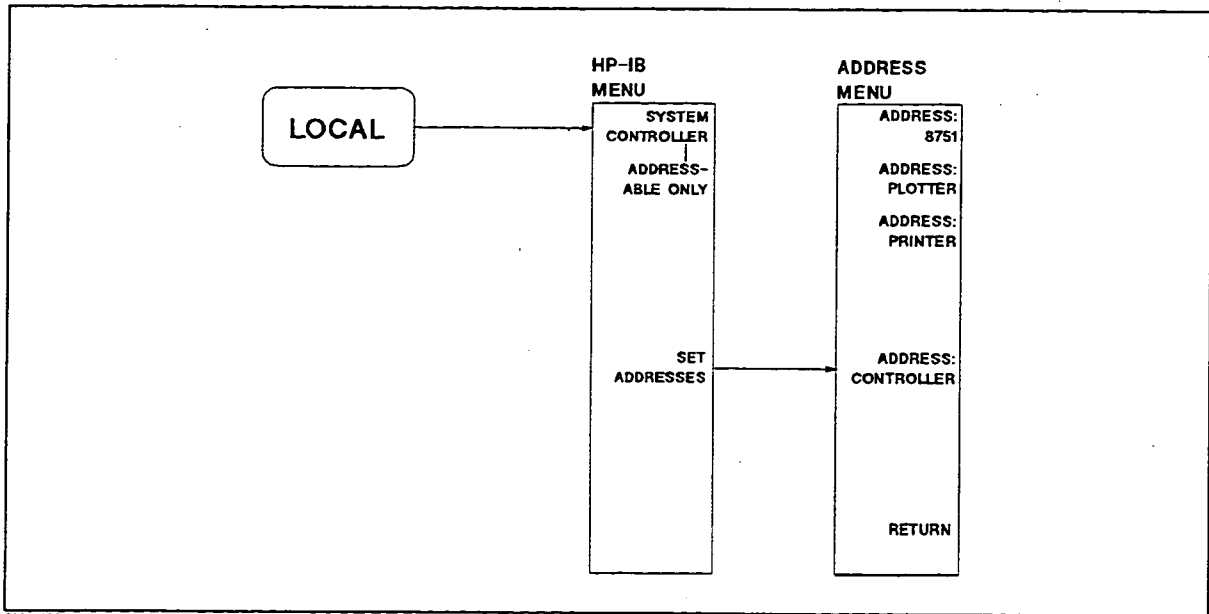 LOCAL
HP-IB
MENU
SYSTEM
CONTROLLER
ADDRESS-
ABLE ONLY
SET
ADDRESSES
ADDRESS
MENU
ADDRESS:
8751
ADDRESS:
PLOTTER
ADDRESS:
PRINTER
ADDRESS:
CONTROLLER
RETURN